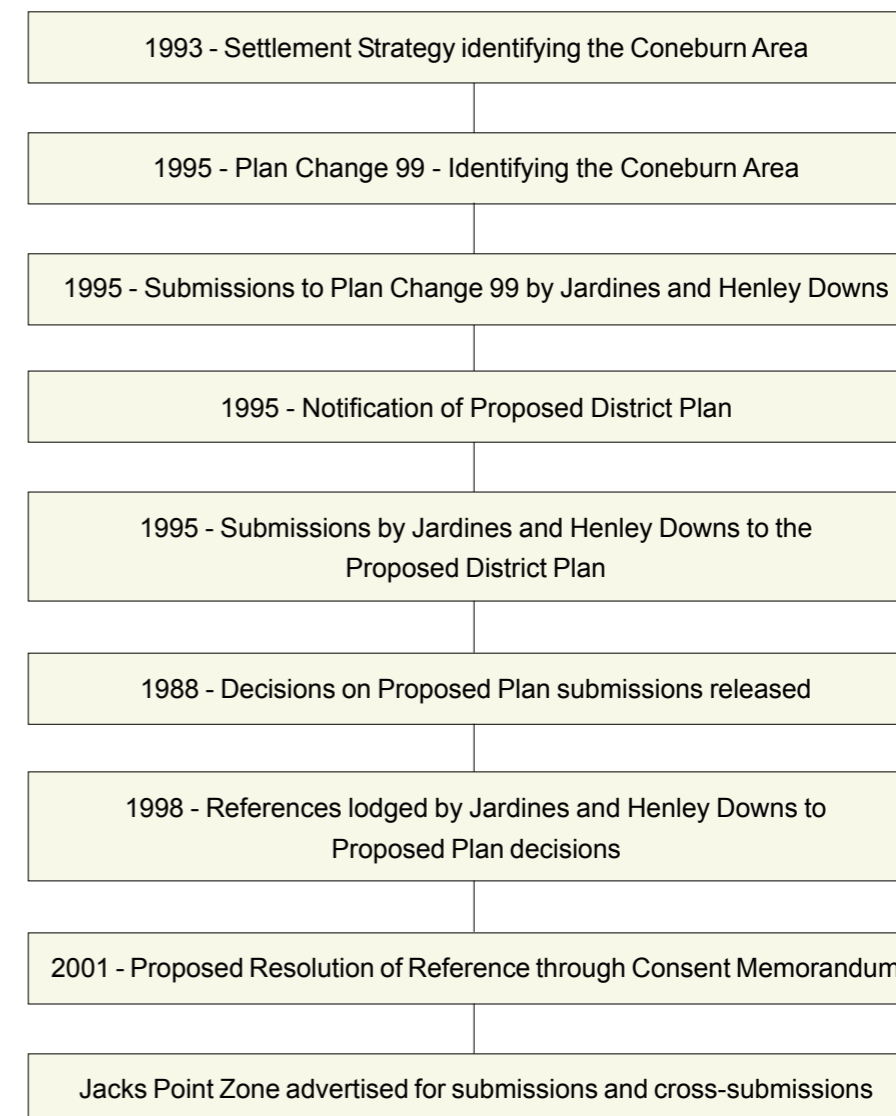 1993 - Settlement Strategy identifying the Coneburn Area
1995 - Plan Change 99 - Identifying the Coneburn Area
1995 - Submissions to Plan Change 99 by Jardines and Henley Downs
1995 - Notification of Proposed District Plan
1995 - Submissions by Jardines and Henley Downs to the
Proposed District Plan
1988 - Decisions on Proposed Plan submissions released
1998 - References lodged by Jardines and Henley Downs to
Proposed Plan decisions
2001 - Proposed Resolution of Reference through Consent Memorandum
Jacks Point Zone advertised for submissions and cross-submissions